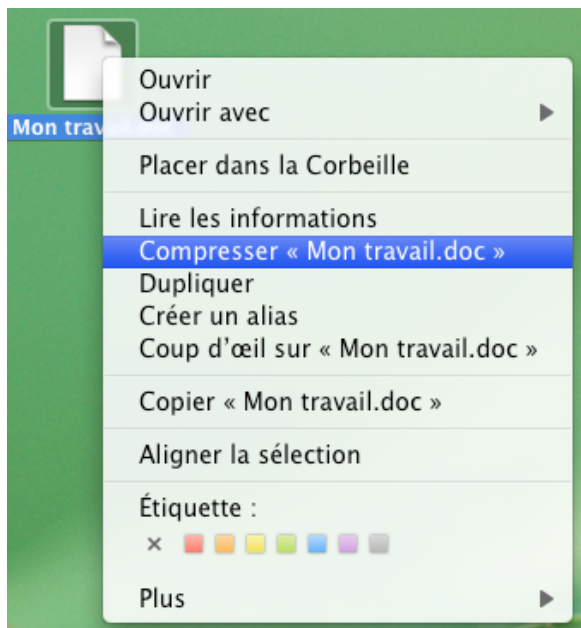 Mon trav
Ouvrir
Ouvrir avec
Placer dans la Corbeille
Lire les informations
Compresser « Mon travail.doc »
Dupliquer
Créer un alias
Coup d’œil sur « Mon travail.doc »
Copier « Mon travail.doc »
Aligner la sélection
Étiquette :
×
Plus